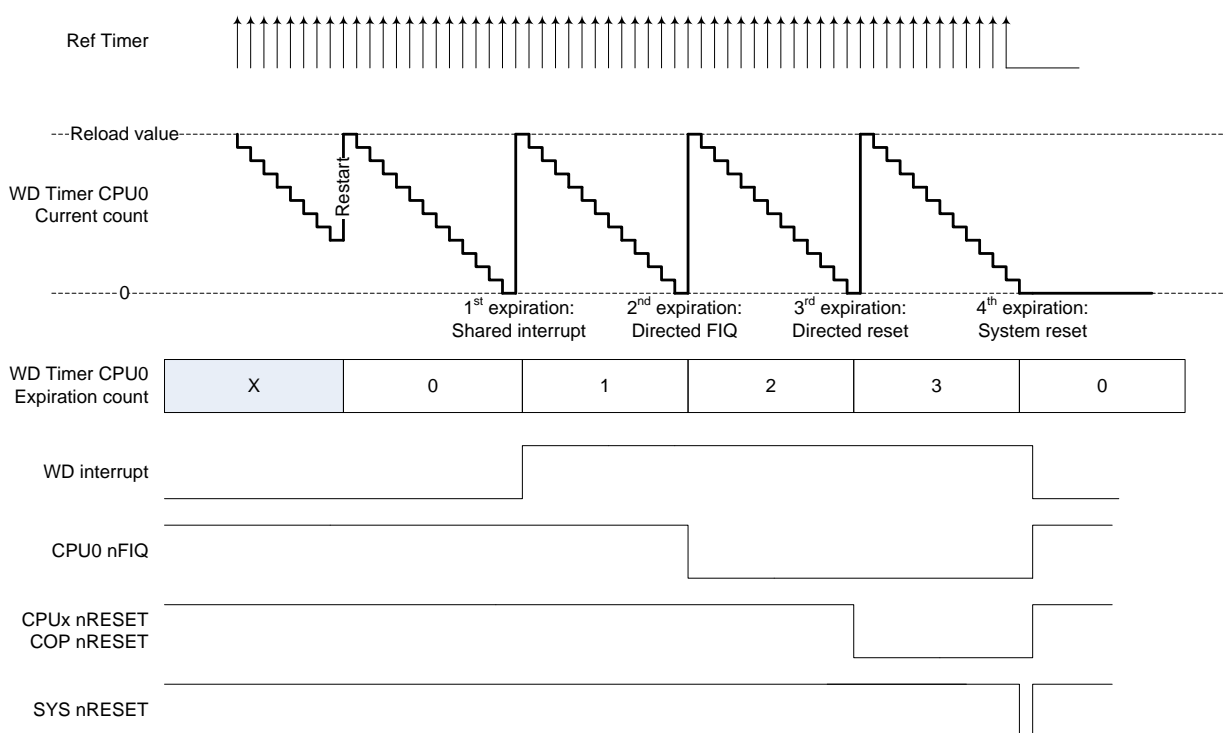 Ref Timer
Reload value
WD Timer CPU0
Current count
Restart
0
1st expiration:
Shared interrupt
2nd expiration:
Directed FIQ
3rd expiration:
Directed reset
4th expiration:
System reset
WD Timer CPU0
Expiration count
X
0
1
2
3
0
WD interrupt
CPU0 nFIQ
CPUx nRESET
COP nRESET
SYS nRESET